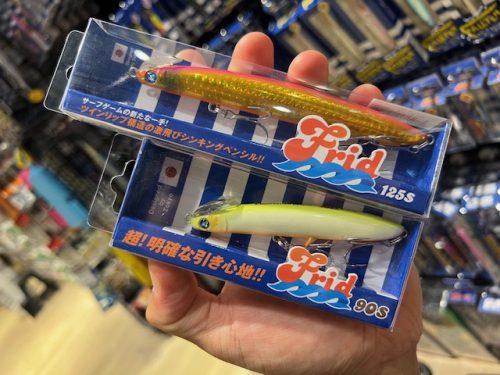 サーフゲームの新たな一手!
ツインリップ構造の激飛びシンキングペンシル!!
Frid
125S
超!明確な引き心地!!
Frid
90S